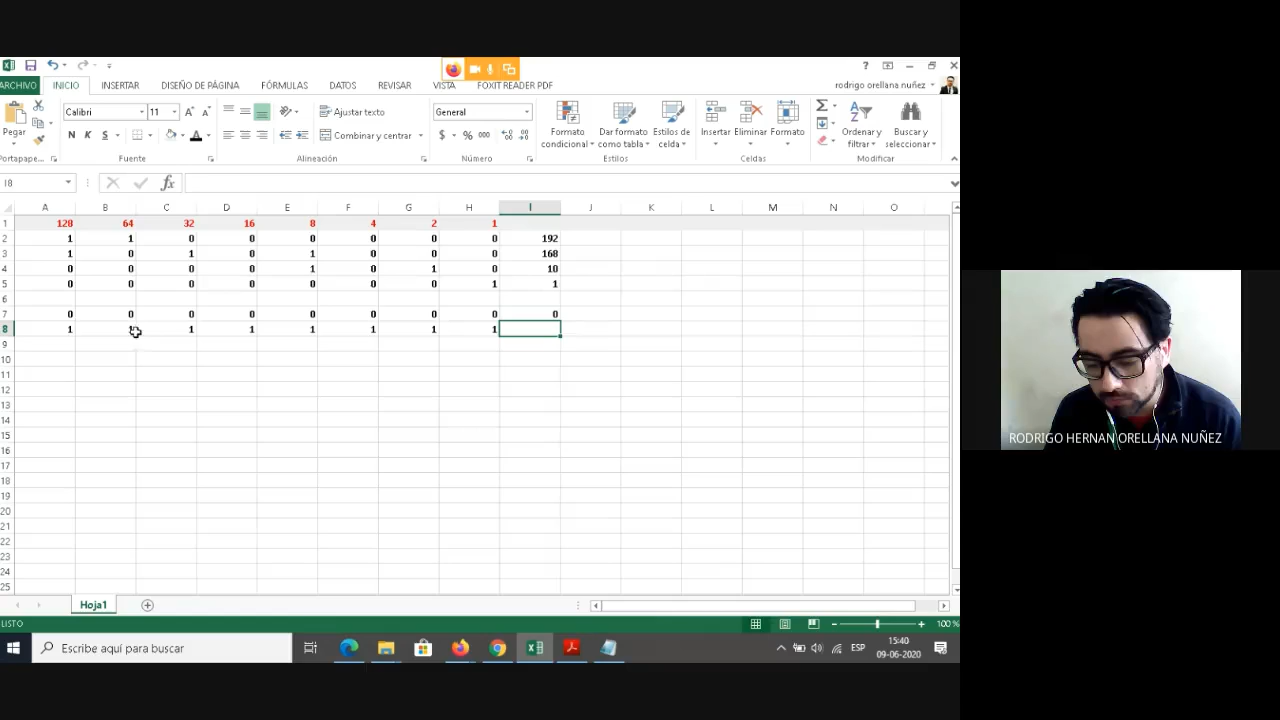 ARCHIVO INICIO INSERTAR DISEÑO DE PÁGINA FÓRMULAS DATOS REVISAR VISTA FOXIT READER PDF rodrigo orellana nuñez
Pegar Calibri 11 A A Ajustar texto General Formato condicional Dar formato como tabla Estilos de celda Insertar Eliminar Formato Ordenar y filtrar Buscar y seleccionar
N K S A Combinar y centrar $ % 000
Portapape... Fuente Alineación Número Estilos Celdas Modificar
I8 fx
A B C D E F G H I J K L M N O
1 128 64 32 16 8 4 2 1
2 1 1 0 0 0 0 0 0 192
3 1 0 1 0 1 0 0 0 168
4 0 0 0 0 1 0 1 0 10
5 0 0 0 0 0 0 0 1 1
6
7 0 0 0 0 0 0 0 0 0
8 1 1 1 1 1 1 1 1
9
10
11
12
13
14
15
16
17
18
19
20
21
22
23
24
25
Hoja1
LISTO 100 %
Escribe aquí para buscar ESP 15:40
09-06-2020
RODRIGO HERNAN ORELLANA NUÑEZ